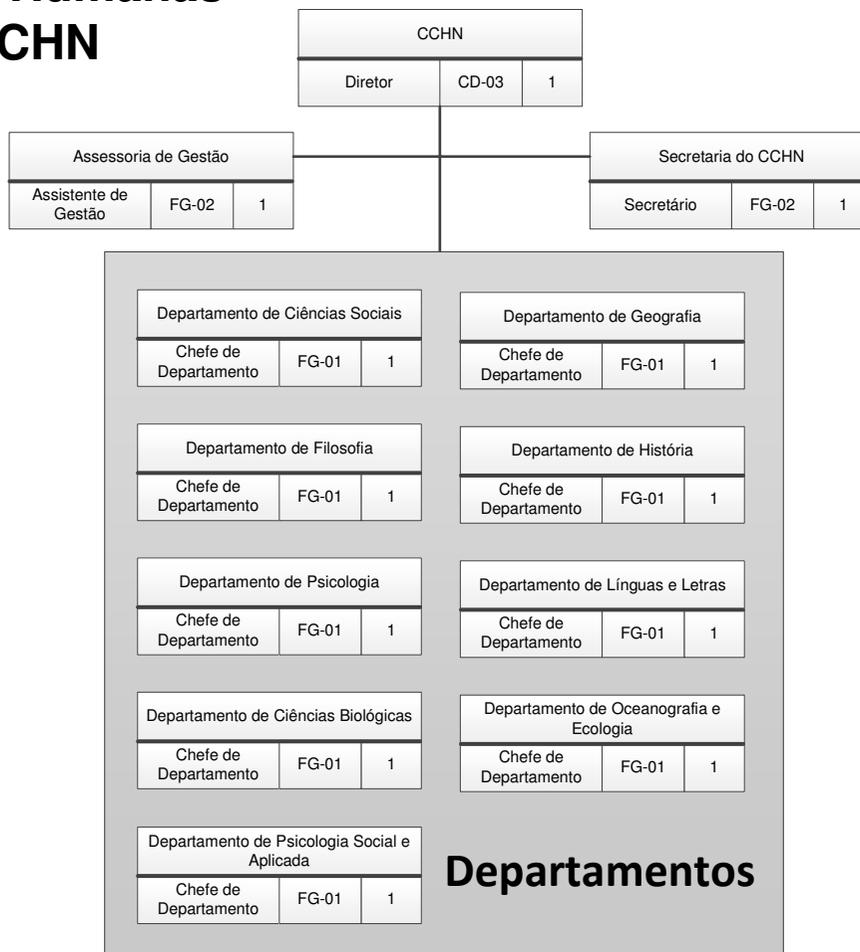 CHN
CCHN
Diretor CD-03 1
Assessoria de Gestão
Assistente de
Gestão
FG-02 1
Secretaria do CCHN
Secretário FG-02 1
Departamento de Ciências Sociais
Chefe de
Departamento
FG-01 1
Departamento de Geografia
Chefe de
Departamento
FG-01 1
Departamento de Filosofia
Chefe de
Departamento
FG-01 1
Departamento de História
Chefe de
Departamento
FG-01 1
Departamento de Psicologia
Chefe de
Departamento
FG-01 1
Departamento de Línguas e Letras
Chefe de
Departamento
FG-01 1
Departamento de Ciências Biológicas
Chefe de
Departamento
FG-01 1
Departamento de Oceanografia e
Ecologia
Chefe de
Departamento
FG-01 1
Departamento de Psicologia Social e
Aplicada
Chefe de
Departamento
FG-01 1
Departamentos